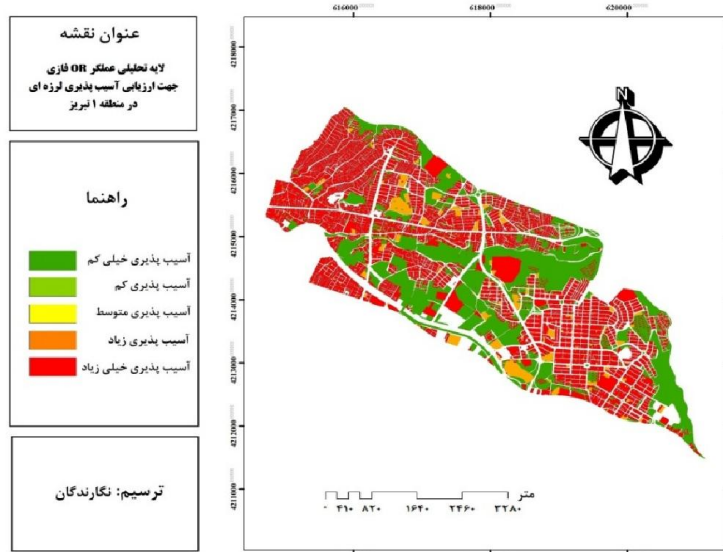 عنوان نقشه
لایه تحلیلی عملگر OR فازی
جهت ارزیابی آسیب پذیری لرزه ای
در منطقه ۱ تبریز
راهنما
آسیب پذیری خیلی کم
آسیب پذیری کم
آسیب پذیری متوسط
آسیب پذیری زیاد
آسیب پذیری خیلی زیاد
ترسیم: نگارندگان
616000 618000 620000
4218000
4217000
4216000
4215000
4214000
4213000
4212000
4211000
N
متر
۰ ۴۱۰ ۸۲۰ ۱۶۴۰ ۲۴۶۰ ۳۲۸۰